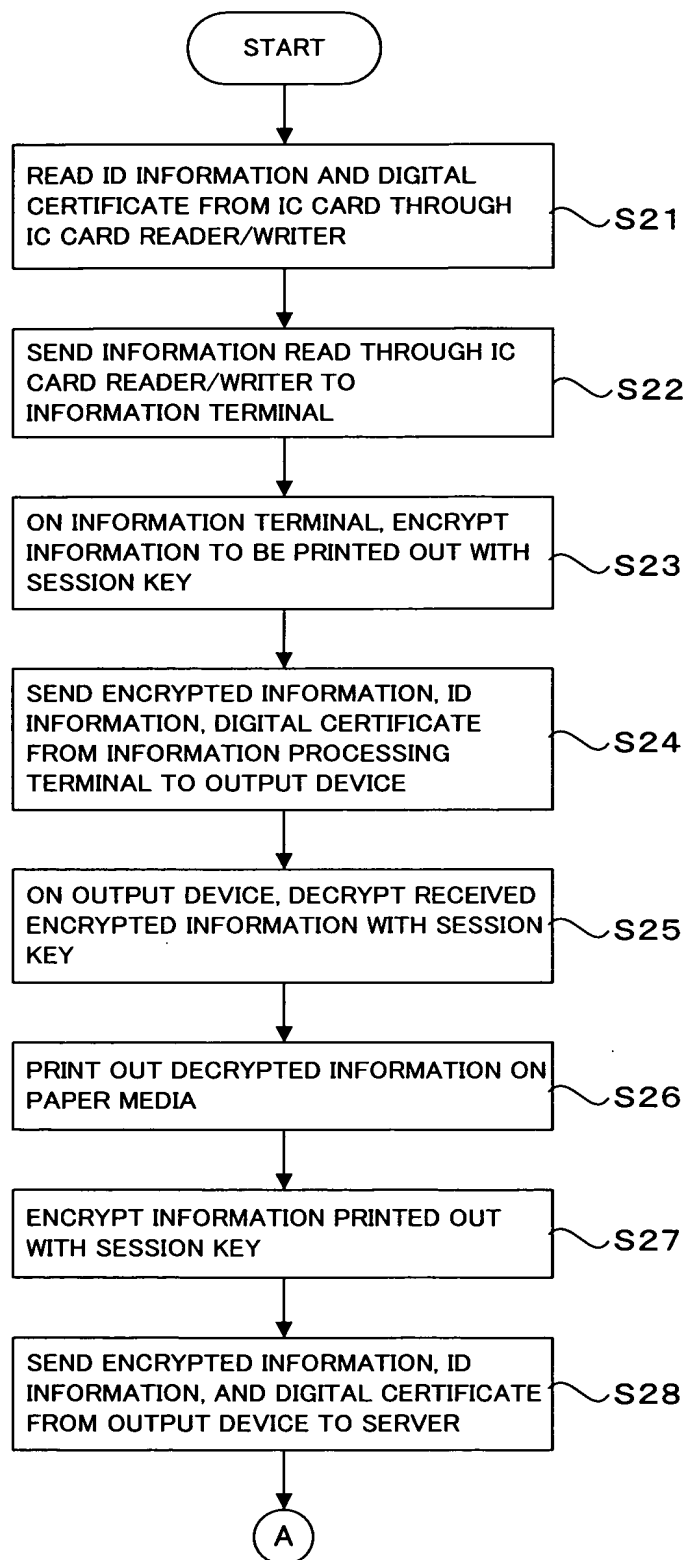 START
READ ID INFORMATION AND DIGITAL
CERTIFICATE FROM IC CARD THROUGH
IC CARD READER/WRITER
S21
SEND INFORMATION READ THROUGH IC
CARD READER/WRITER TO
INFORMATION TERMINAL
S22
ON INFORMATION TERMINAL, ENCRYPT
INFORMATION TO BE PRINTED OUT WITH
SESSION KEY
S23
SEND ENCRYPTED INFORMATION, ID
INFORMATION, DIGITAL CERTIFICATE
FROM INFORMATION PROCESSING
TERMINAL TO OUTPUT DEVICE
S24
ON OUTPUT DEVICE, DECRYPT RECEIVED
ENCRYPTED INFORMATION WITH SESSION
KEY
S25
PRINT OUT DECRYPTED INFORMATION ON
PAPER MEDIA
S26
ENCRYPT INFORMATION PRINTED OUT
WITH SESSION KEY
S27
SEND ENCRYPTED INFORMATION, ID
INFORMATION, AND DIGITAL CERTIFICATE
FROM OUTPUT DEVICE TO SERVER
S28
A